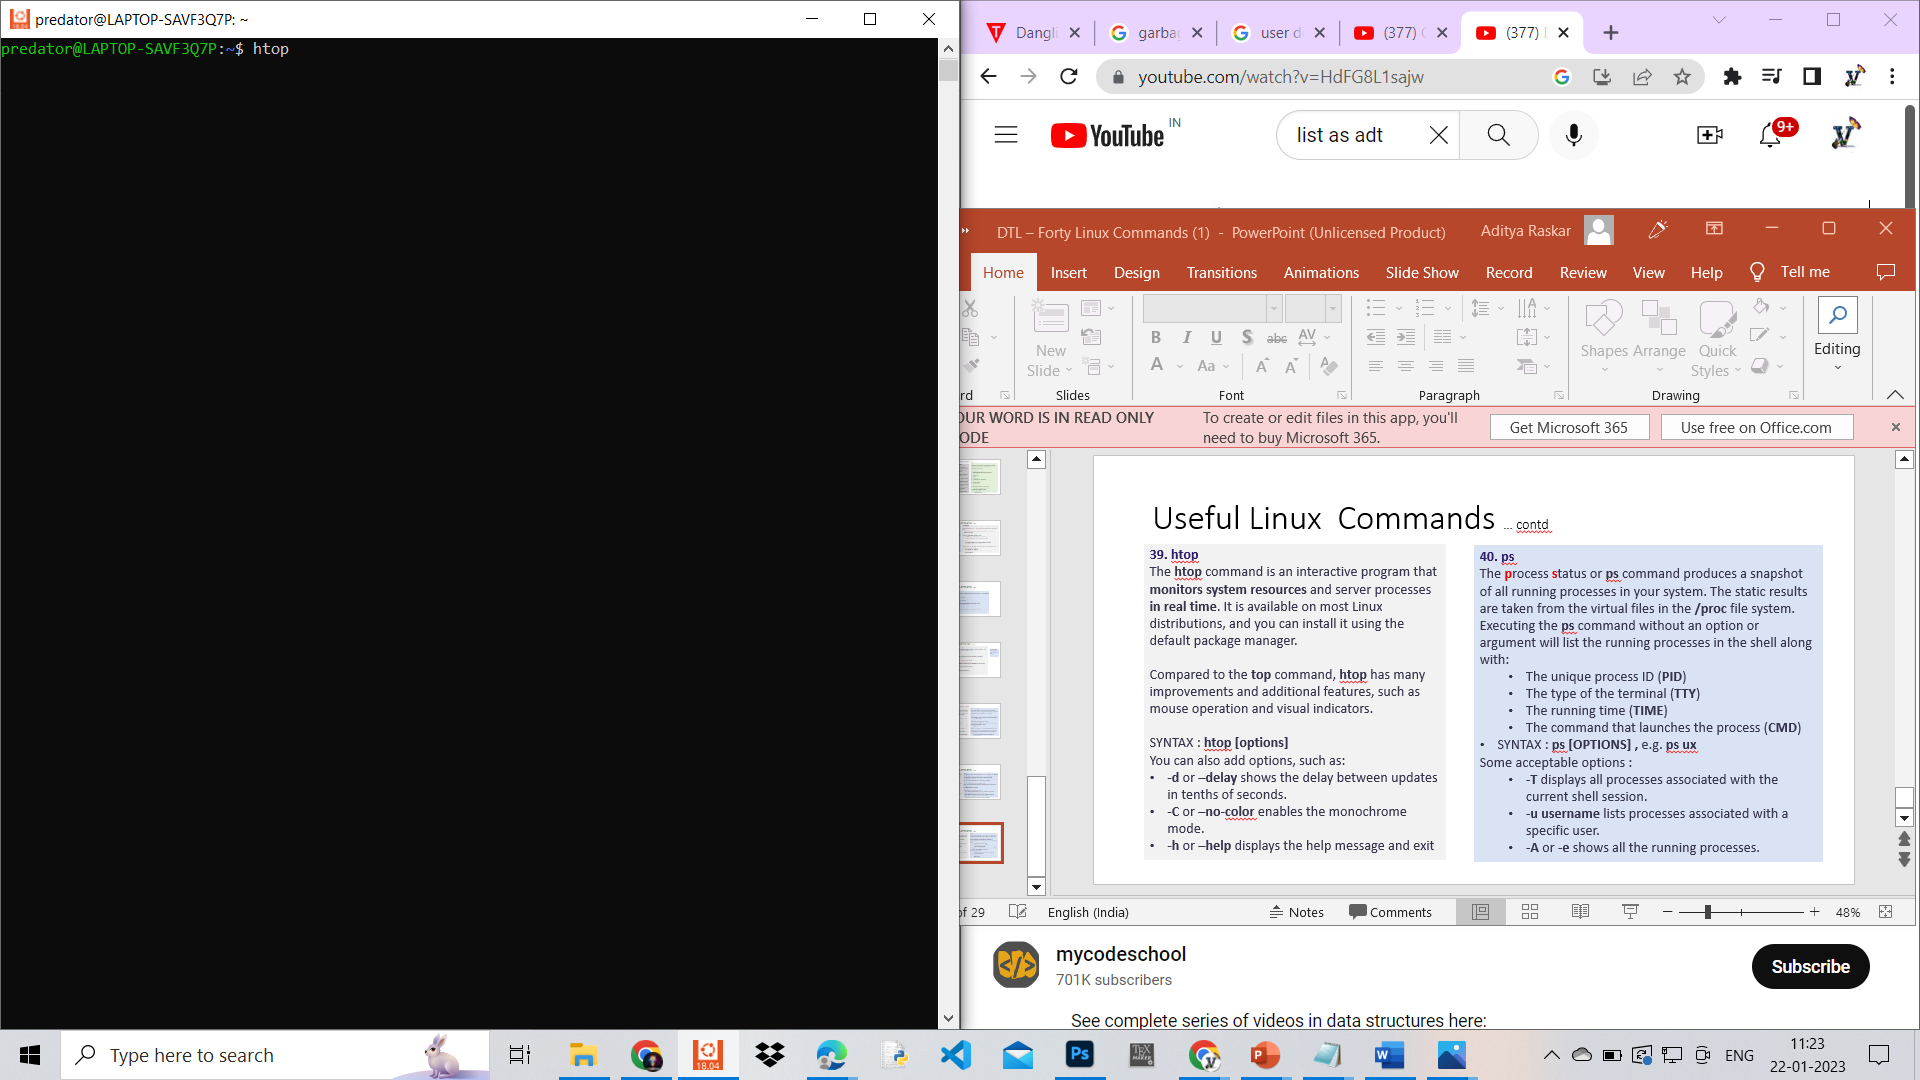 predator@LAPTOP-SAVF3Q7P: ~
predator@LAPTOP-SAVF3Q7P:~$ htop
Dangli
garbag
user de
(377)
(377)
youtube.com/watch?v=HdFG8L1sajw
YouTube IN
list as adt
9+
DTL – Forty Linux Commands (1) - PowerPoint (Unlicensed Product)
Aditya Raskar
Home Insert Design Transitions Animations Slide Show Record Review View Help Tell me
New
Slide
Shapes Arrange Quick
Styles
Editing
rd Slides Font Paragraph Drawing
OUR WORD IS IN READ ONLY
ODE
To create or edit files in this app, you'll
need to buy Microsoft 365.
Get Microsoft 365
Use free on Office.com
Useful Linux Commands ... contd
39. htop
The htop command is an interactive program that
monitors system resources and server processes
in real time. It is available on most Linux
distributions, and you can install it using the
default package manager.
Compared to the top command, htop has many
improvements and additional features, such as
mouse operation and visual indicators.
SYNTAX : htop [options]
You can also add options, such as:
• -d or –delay shows the delay between updates
in tenths of seconds.
• -C or –no-color enables the monochrome
mode.
• -h or –help displays the help message and exit
40. ps
The process status or ps command produces a snapshot
of all running processes in your system. The static results
are taken from the virtual files in the /proc file system.
Executing the ps command without an option or
argument will list the running processes in the shell along
with:
• The unique process ID (PID)
• The type of the terminal (TTY)
• The running time (TIME)
• The command that launches the process (CMD)
• SYNTAX : ps [OPTIONS] , e.g. ps ux
Some acceptable options :
• -T displays all processes associated with the
current shell session.
• -u username lists processes associated with a
specific user.
• -A or -e shows all the running processes.
of 29
English (India)
Notes
Comments
48%
mycodeschool
701K subscribers
Subscribe
See complete series of videos in data structures here:
Type here to search
18.04
ENG
11:23
22-01-2023